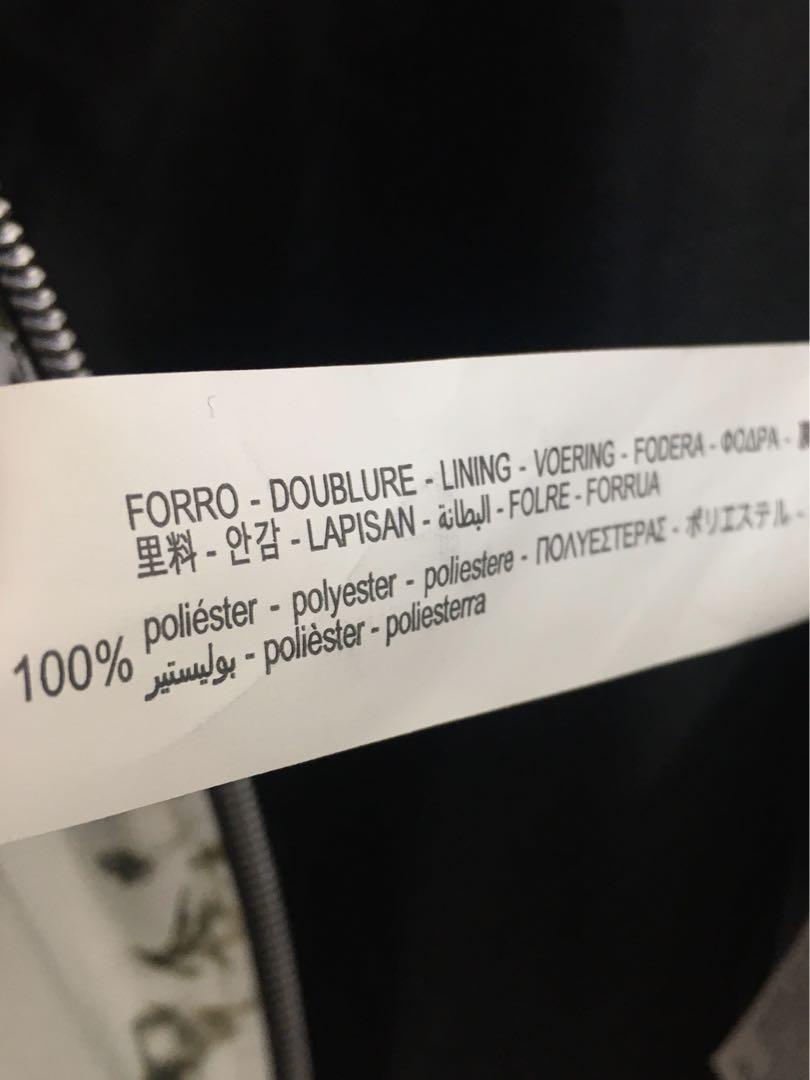 FORRO - DOUBLURE - LINING - VOERING - FODERA - ΦΟΔΡΑ -
里料 - 안감 - LAPISAN - البطانة - FOLRE - FORRUA
100% poliéster - polyester - poliestere - ΠΟΛΥΕΣΤΕΡΑΣ - ポリエステル -
بوليستير - polièster - poliesterra